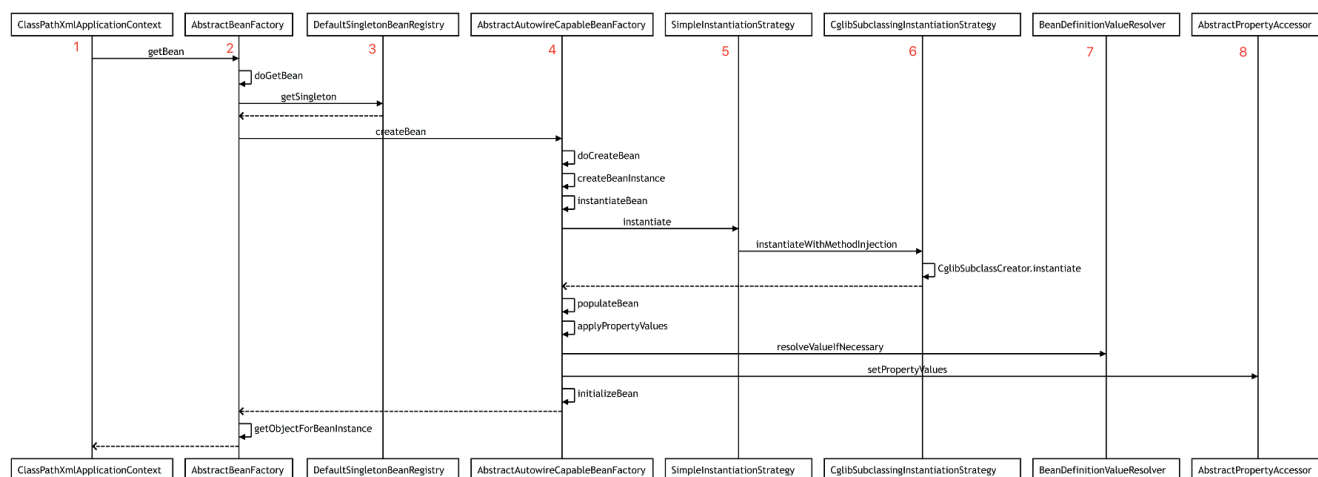 ClassPathXmlApplicationContext AbstractBeanFactory DefaultSingletonBeanRegistry AbstractAutowireCapableBeanFactory SimpleInstantiationStrategy CglibSubclassingInstantiationStrategy BeanDefinitionValueResolver AbstractPropertyAccessor
1 2 3 4 5 6 7 8
getBean
doGetBean
getSingleton
createBean
doCreateBean
createBeanInstance
instantiateBean
instantiate
instantiateWithMethodInjection
CglibSubclassCreator.instantiate
populateBean
applyPropertyValues
resolveValueIfNecessary
setPropertyValues
initializeBean
getObjectForBeanInstance
ClassPathXmlApplicationContext AbstractBeanFactory DefaultSingletonBeanRegistry AbstractAutowireCapableBeanFactory SimpleInstantiationStrategy CglibSubclassingInstantiationStrategy BeanDefinitionValueResolver AbstractPropertyAccessor